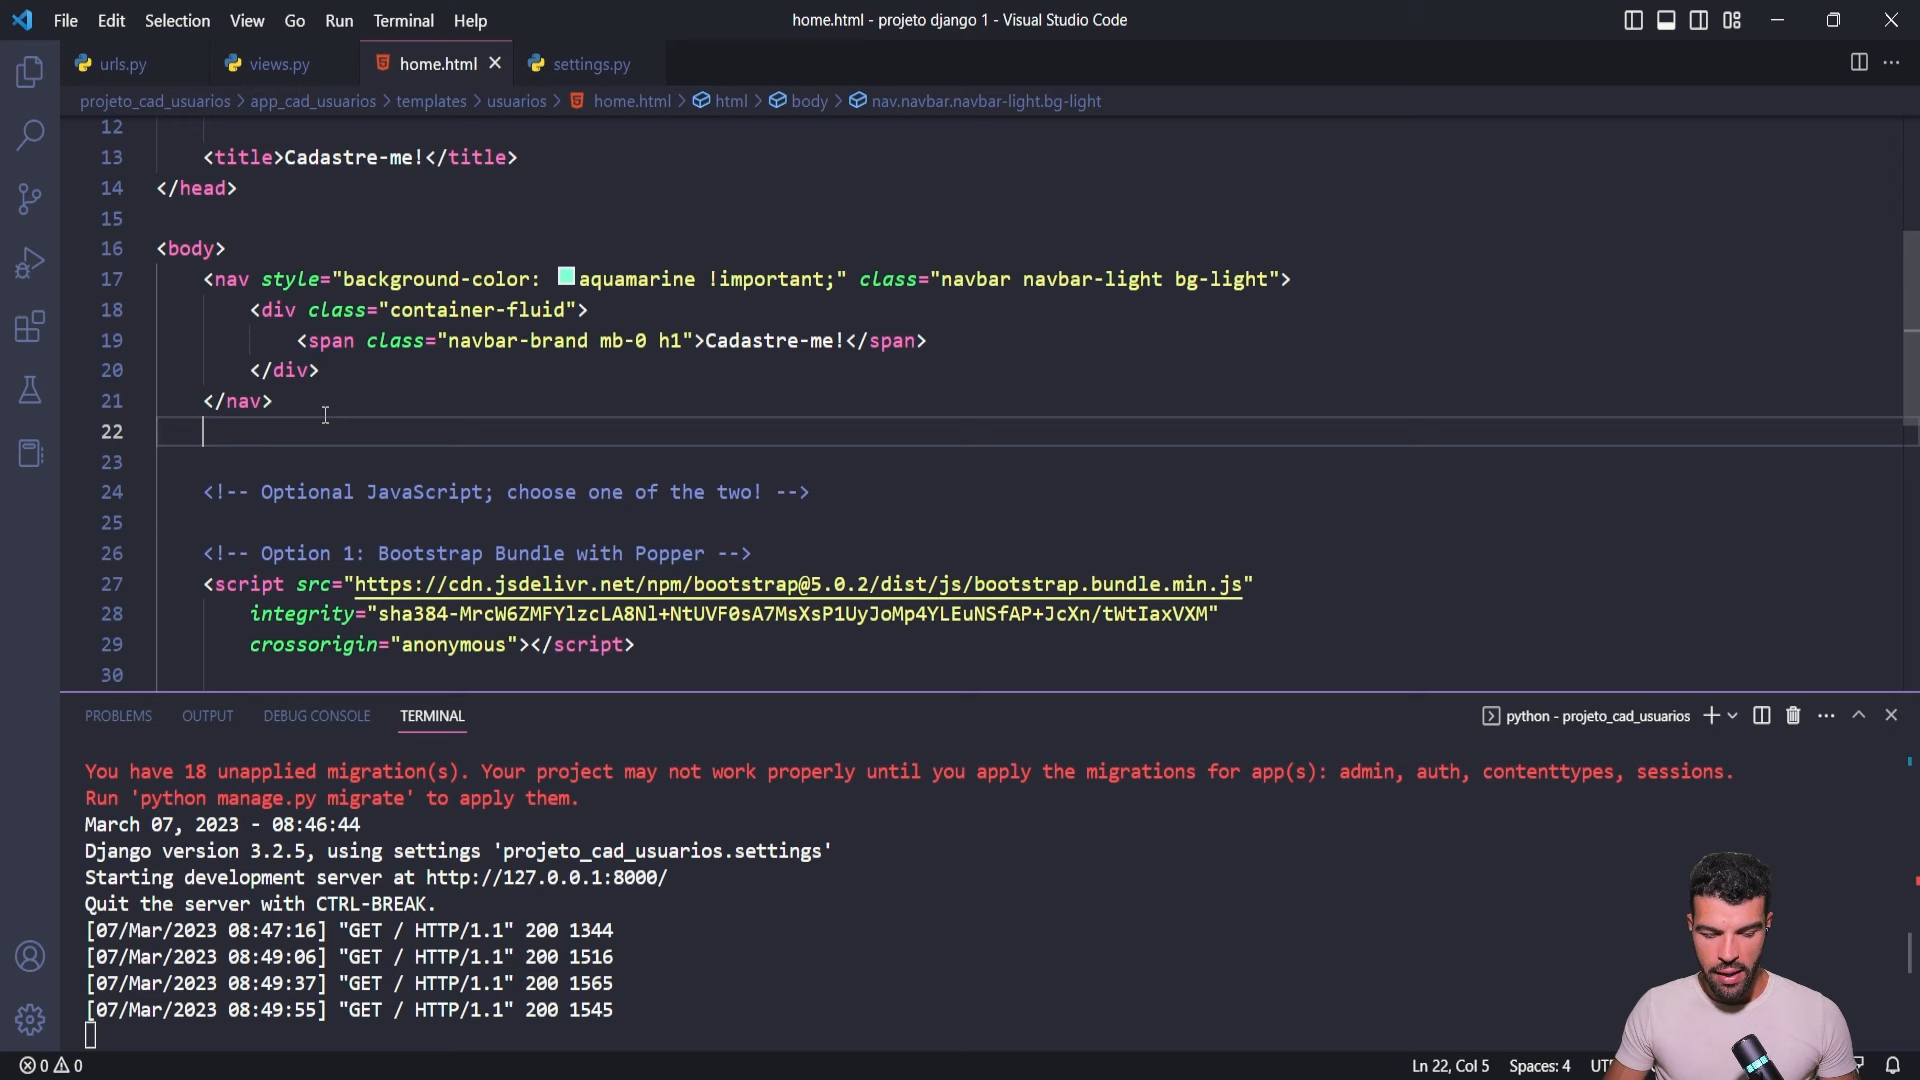 File Edit Selection View Go Run Terminal Help
home.html - projeto django 1 - Visual Studio Code
urls.py views.py home.html settings.py
projeto_cad_usuarios > app_cad_usuarios > templates > usuarios > home.html > html > body > nav.navbar.navbar-light.bg-light
12
13 <title>Cadastre-me!</title>
14 </head>
15
16 <body>
17 <nav style="background-color: aquamarine !important;" class="navbar navbar-light bg-light">
18 <div class="container-fluid">
19 <span class="navbar-brand mb-0 h1">Cadastre-me!</span>
20 </div>
21 </nav>
22
23
24 <!-- Optional JavaScript; choose one of the two! -->
25
26 <!-- Option 1: Bootstrap Bundle with Popper -->
27 <script src="https://cdn.jsdelivr.net/npm/bootstrap@5.0.2/dist/js/bootstrap.bundle.min.js"
28 integrity="sha384-MrcW6ZMFYlzcLA8Nl+NtUVF0sA7MsXsP1UyJoMp4YLEuNSfAP+JcXn/tWtIaxVXM"
29 crossorigin="anonymous"></script>
30
PROBLEMS OUTPUT DEBUG CONSOLE TERMINAL
python - projeto_cad_usuarios
You have 18 unapplied migration(s). Your project may not work properly until you apply the migrations for app(s): admin, auth, contenttypes, sessions.
Run 'python manage.py migrate' to apply them.
March 07, 2023 - 08:46:44
Django version 3.2.5, using settings 'projeto_cad_usuarios.settings'
Starting development server at http://127.0.0.1:8000/
Quit the server with CTRL-BREAK.
[07/Mar/2023 08:47:16] "GET / HTTP/1.1" 200 1344
[07/Mar/2023 08:49:06] "GET / HTTP/1.1" 200 1516
[07/Mar/2023 08:49:37] "GET / HTTP/1.1" 200 1565
[07/Mar/2023 08:49:55] "GET / HTTP/1.1" 200 1545
0 0
Ln 22, Col 5 Spaces: 4